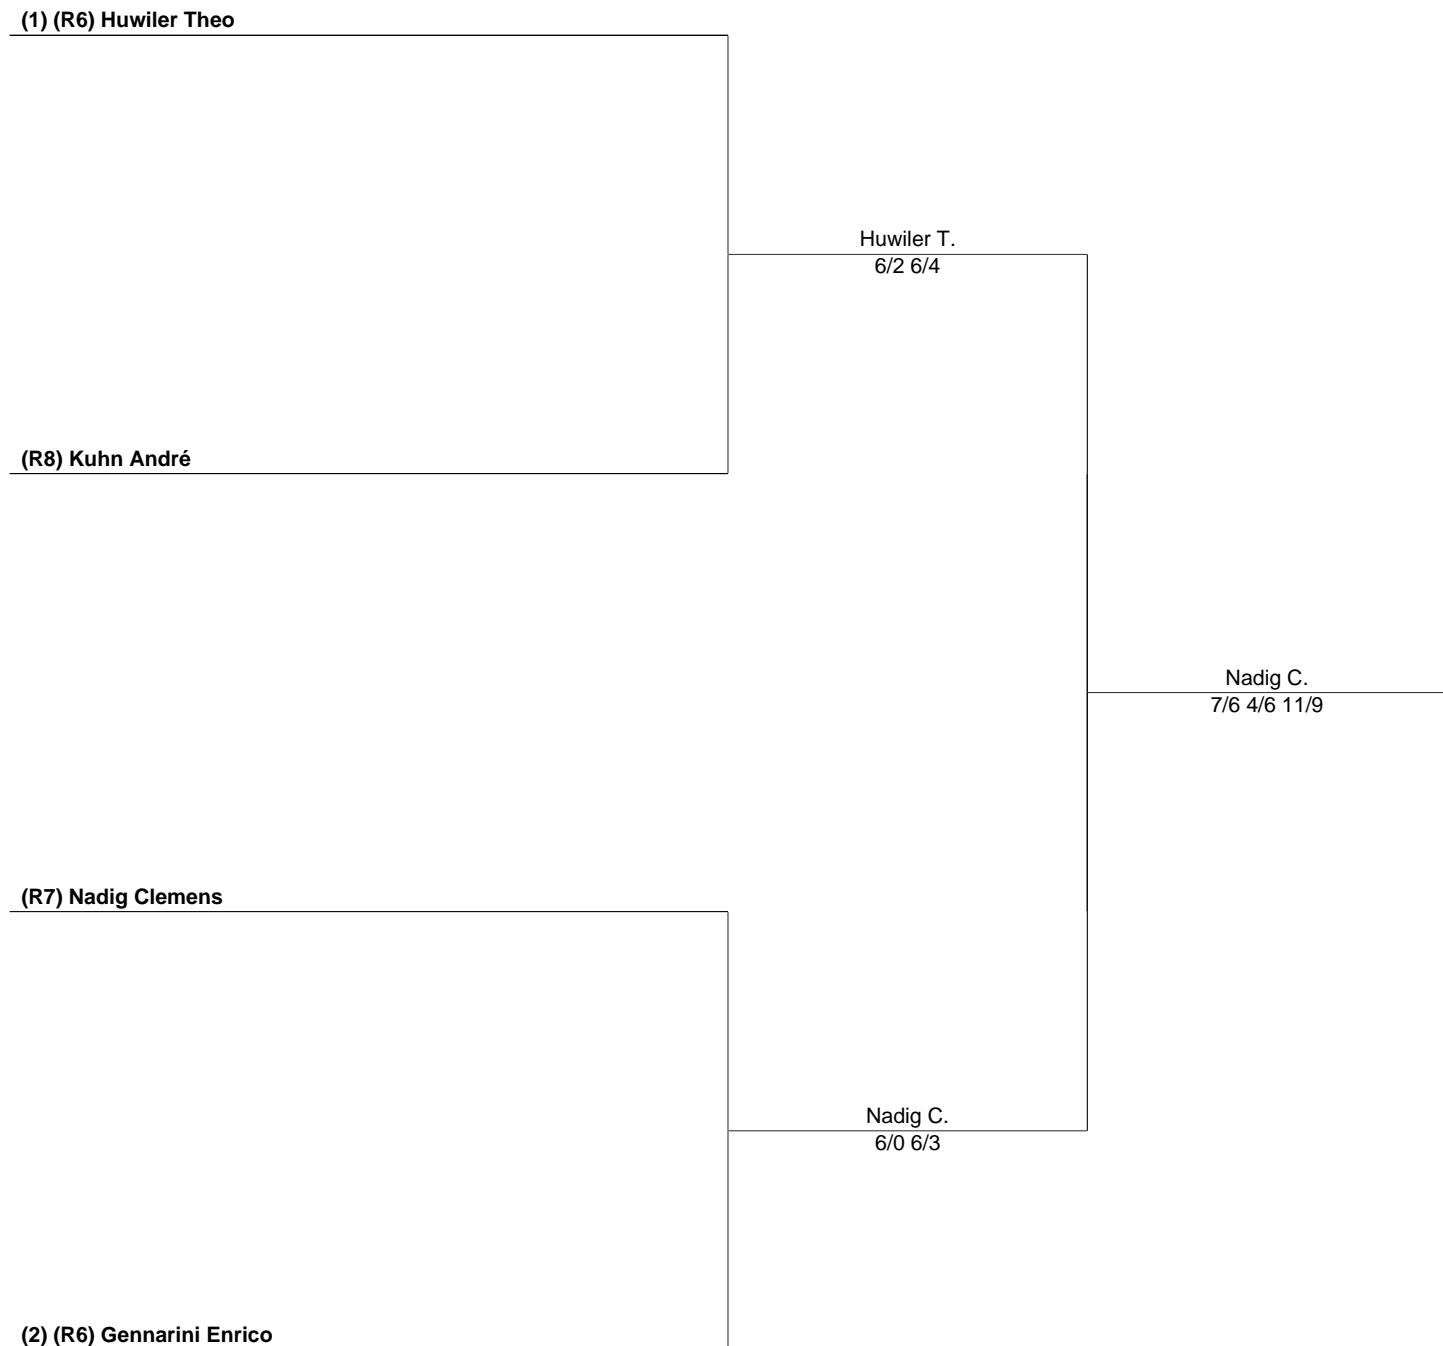 (1) (R6) Huwiler Theo
Huwiler T.
6/2 6/4
(R8) Kuhn André
Nadig C.
7/6 4/6 11/9
(R7) Nadig Clemens
Nadig C.
6/0 6/3
(2) (R6) Gennarini Enrico